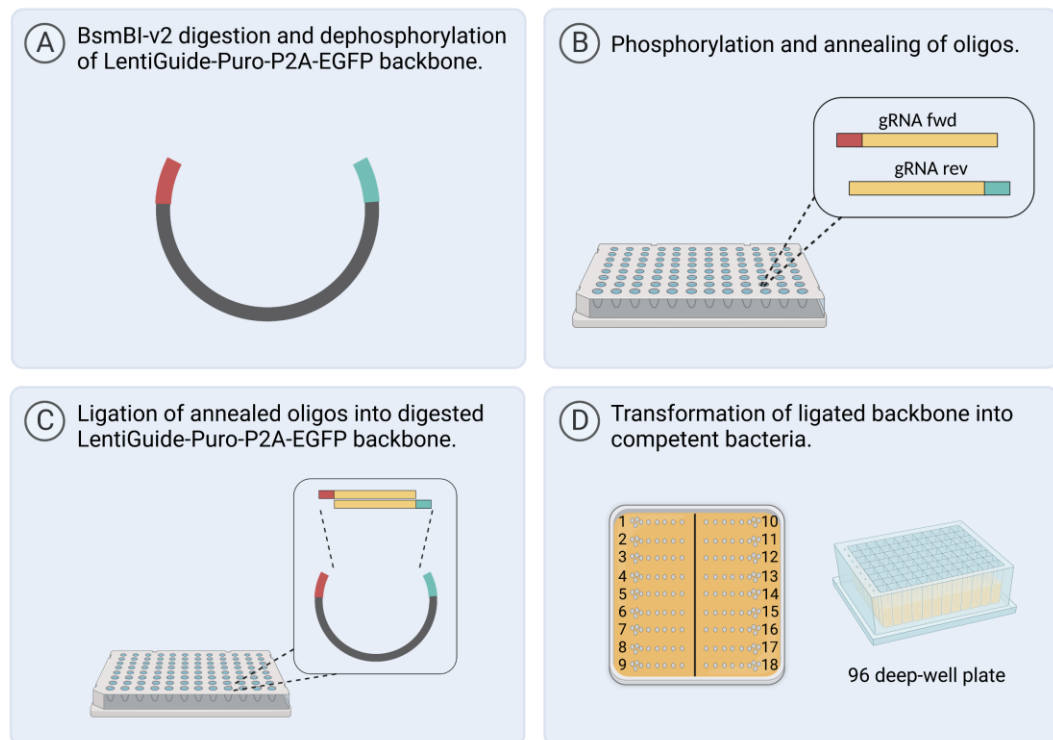 A
BsmBI-v2 digestion and dephosphorylation
of LentiGuide-Puro-P2A-EGFP backbone.
B
Phosphorylation and annealing of oligos.
gRNA fwd
gRNA rev
C
Ligation of annealed oligos into digested
LentiGuide-Puro-P2A-EGFP backbone.
D
Transformation of ligated backbone into
competent bacteria.
1 10
2 11
3 12
4 13
5 14
6 15
7 16
8 17
9 18
96 deep-well plate